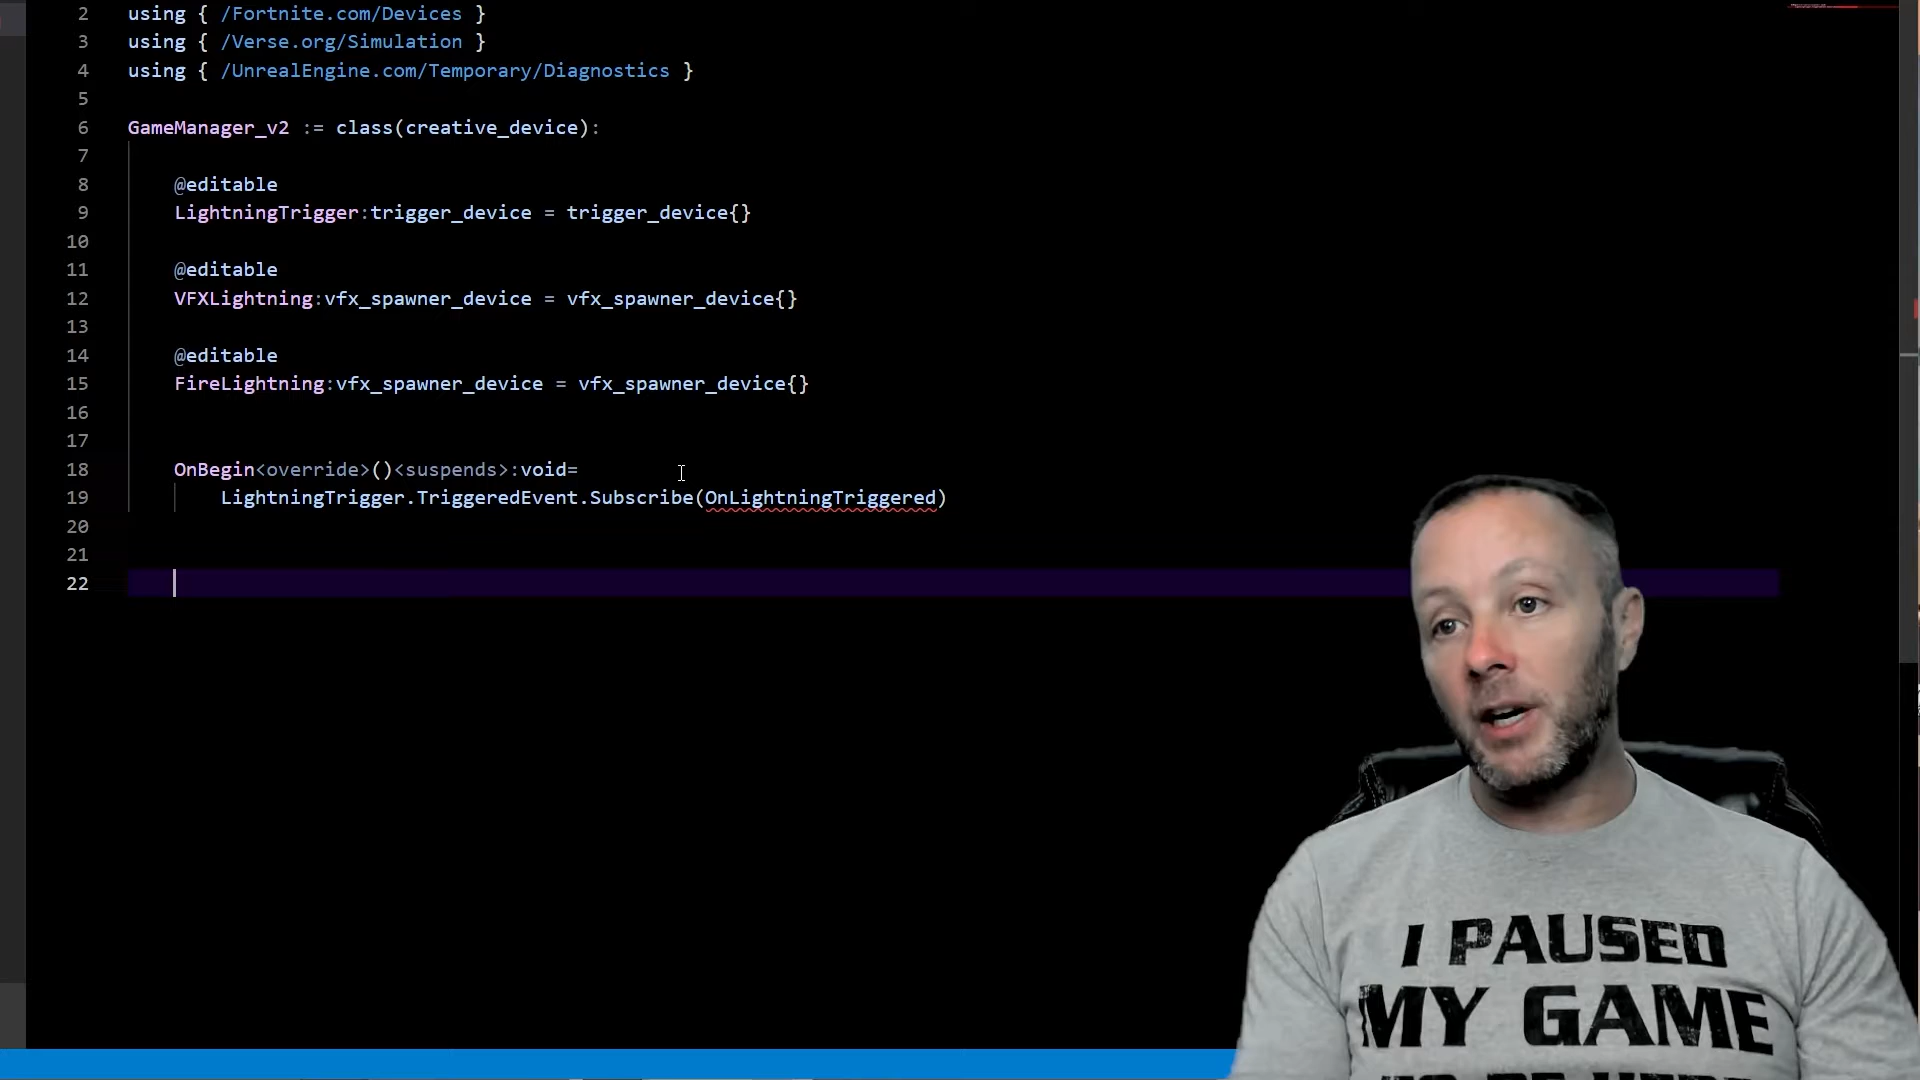 2 using { /Fortnite.com/Devices }
3 using { /Verse.org/Simulation }
4 using { /UnrealEngine.com/Temporary/Diagnostics }
5
6 GameManager_v2 := class(creative_device):
7
8 @editable
9 LightningTrigger:trigger_device = trigger_device{}
10
11 @editable
12 VFXLightning:vfx_spawner_device = vfx_spawner_device{}
13
14 @editable
15 FireLightning:vfx_spawner_device = vfx_spawner_device{}
16
17
18 OnBegin<override>()<suspends>:void=
19 LightningTrigger.TriggeredEvent.Subscribe(OnLightningTriggered)
20
21
22
I PAUSED
MY GAME